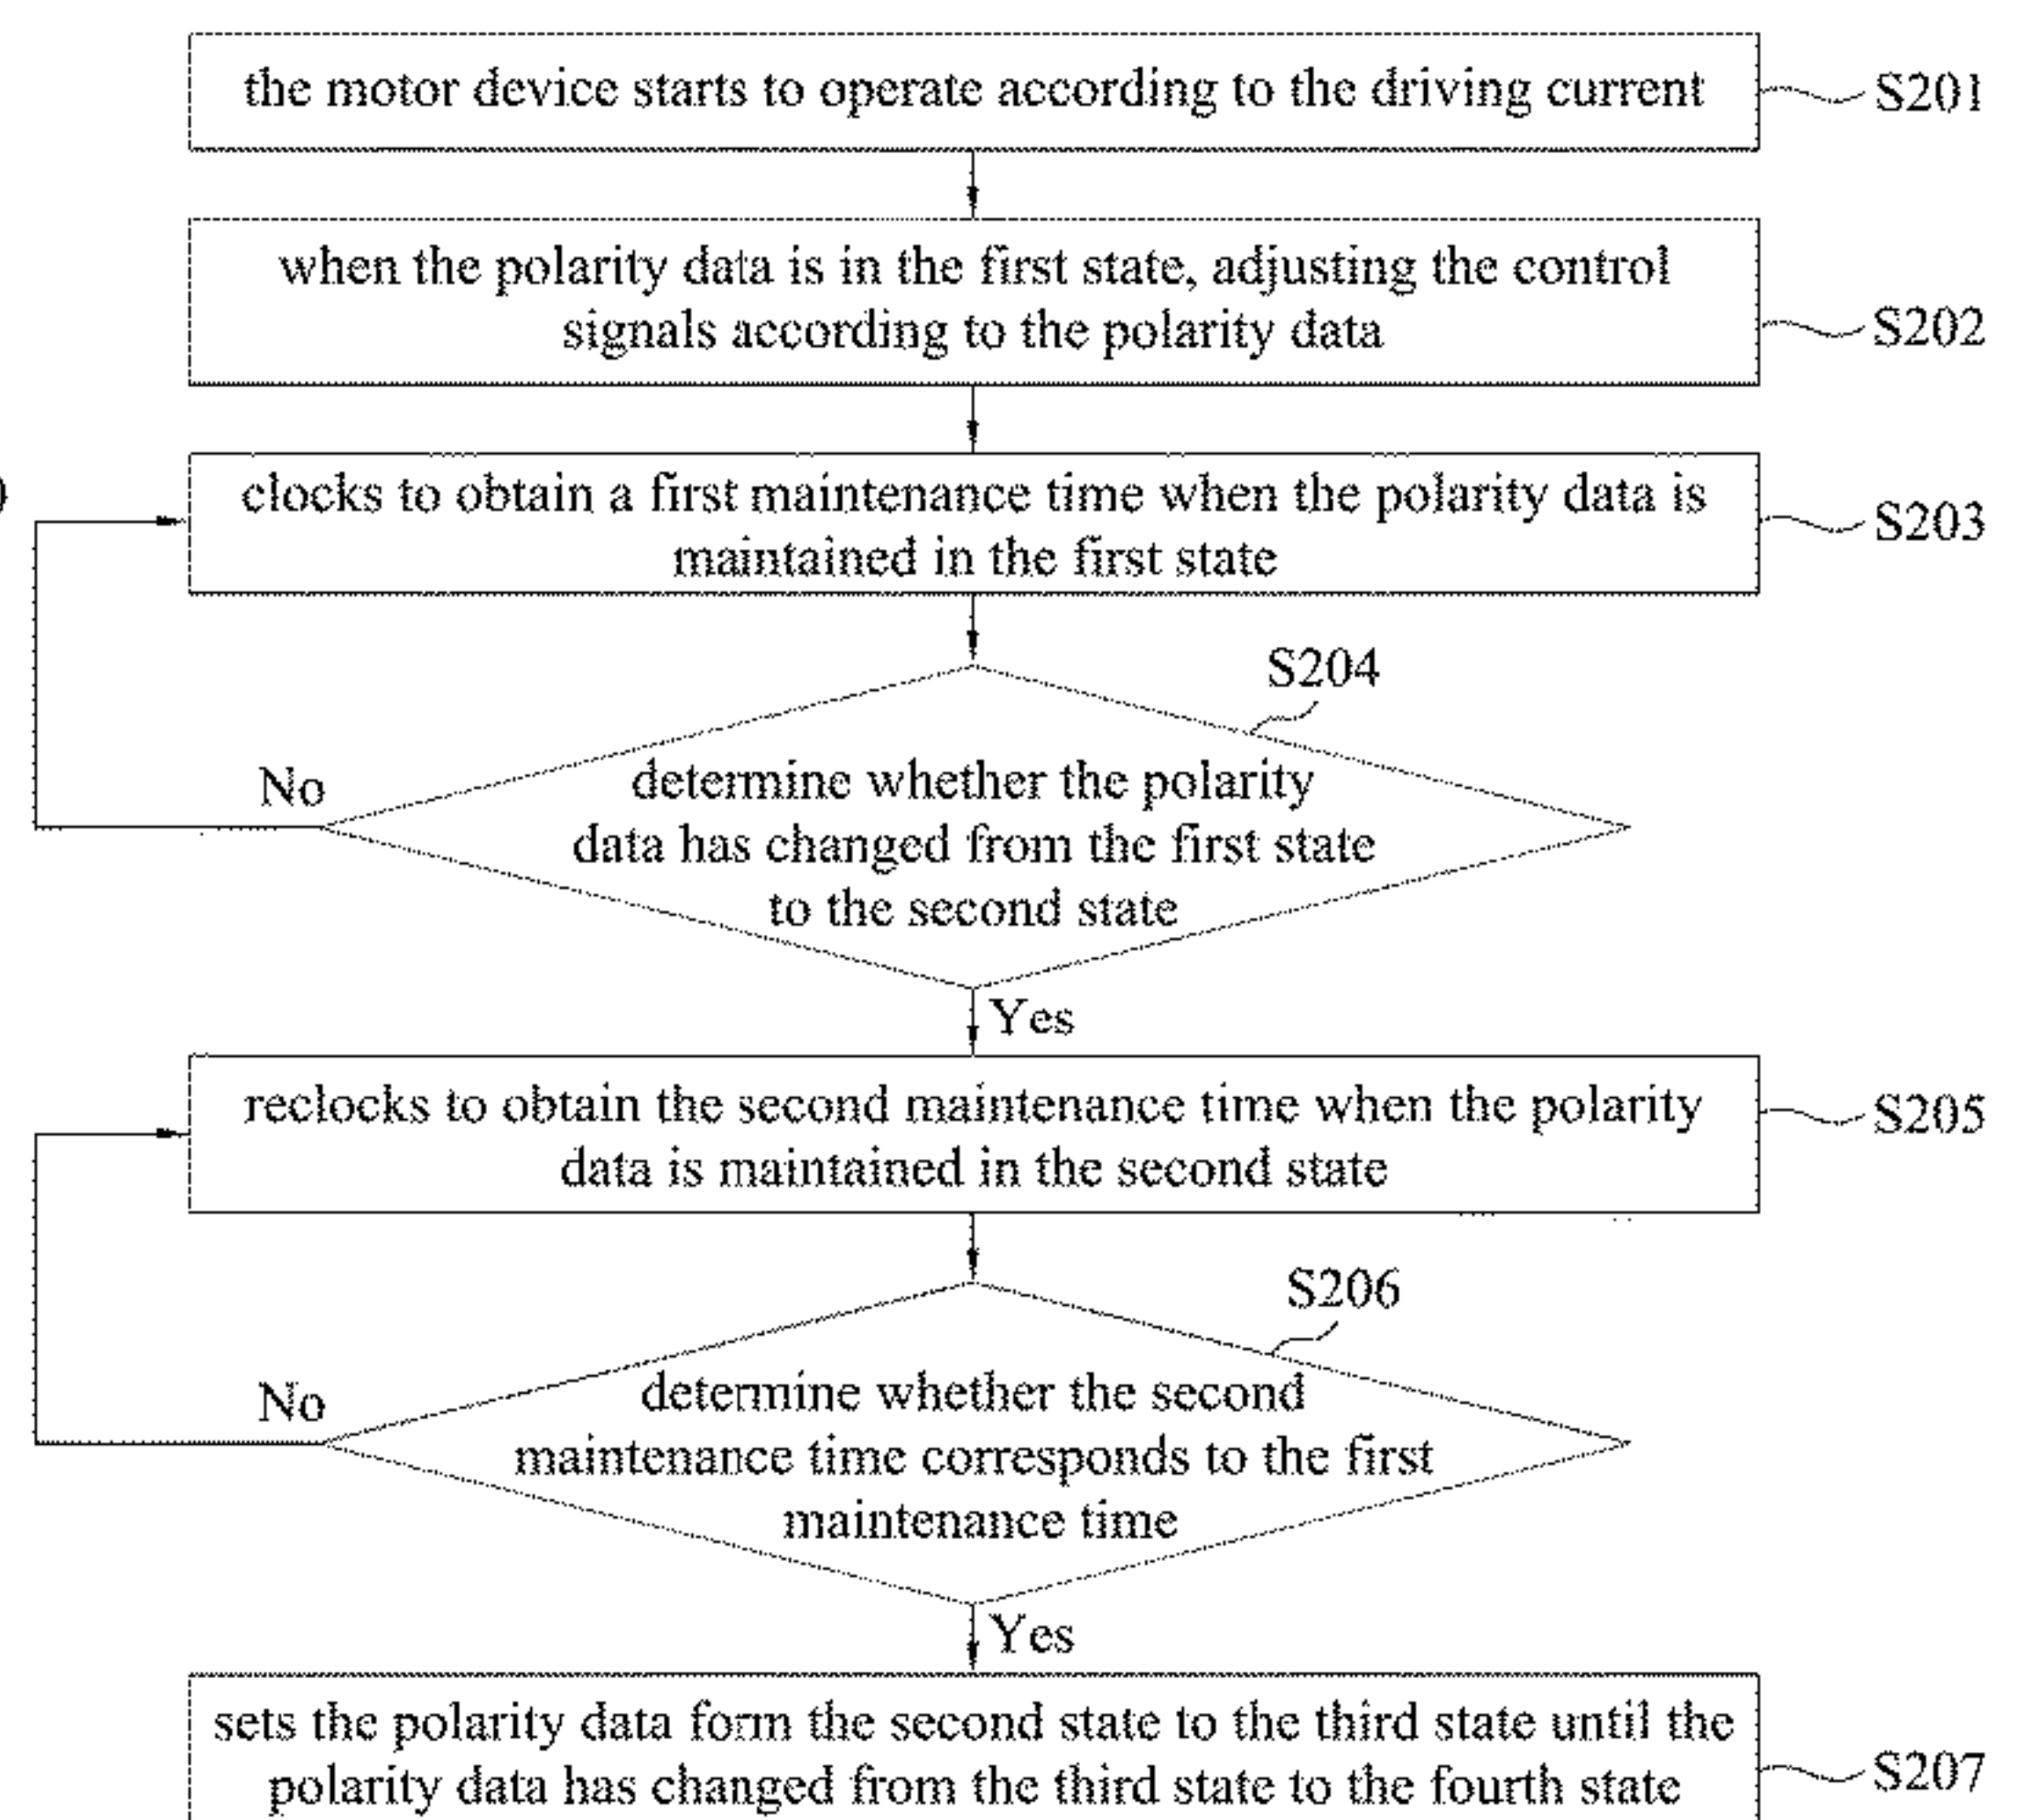 the motor device starts to operate according to the driving current
S201
when the polarity data is in the first state, adjusting the control
signals according to the polarity data
S202
clocks to obtain a first maintenance time when the polarity data is
maintained in the first state
S203
S204
No
determine whether the polarity
data has changed from the first state
to the second state
Yes
reclocks to obtain the second maintenance time when the polarity
data is maintained in the second state
S205
S206
No
determine whether the second
maintenance time corresponds to the first
maintenance time
Yes
sets the polarity data form the second state to the third state until the
polarity data has changed from the third state to the fourth state
S207